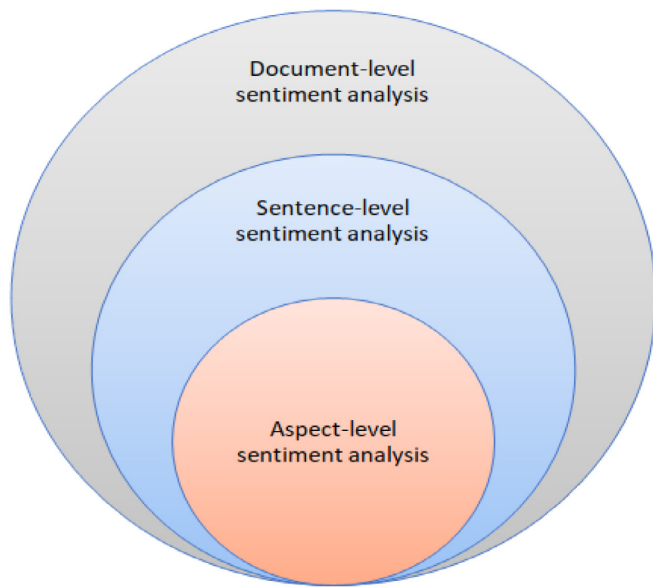 Document-level
sentiment analysis
Sentence-level
sentiment analysis
Aspect-level
sentiment analysis